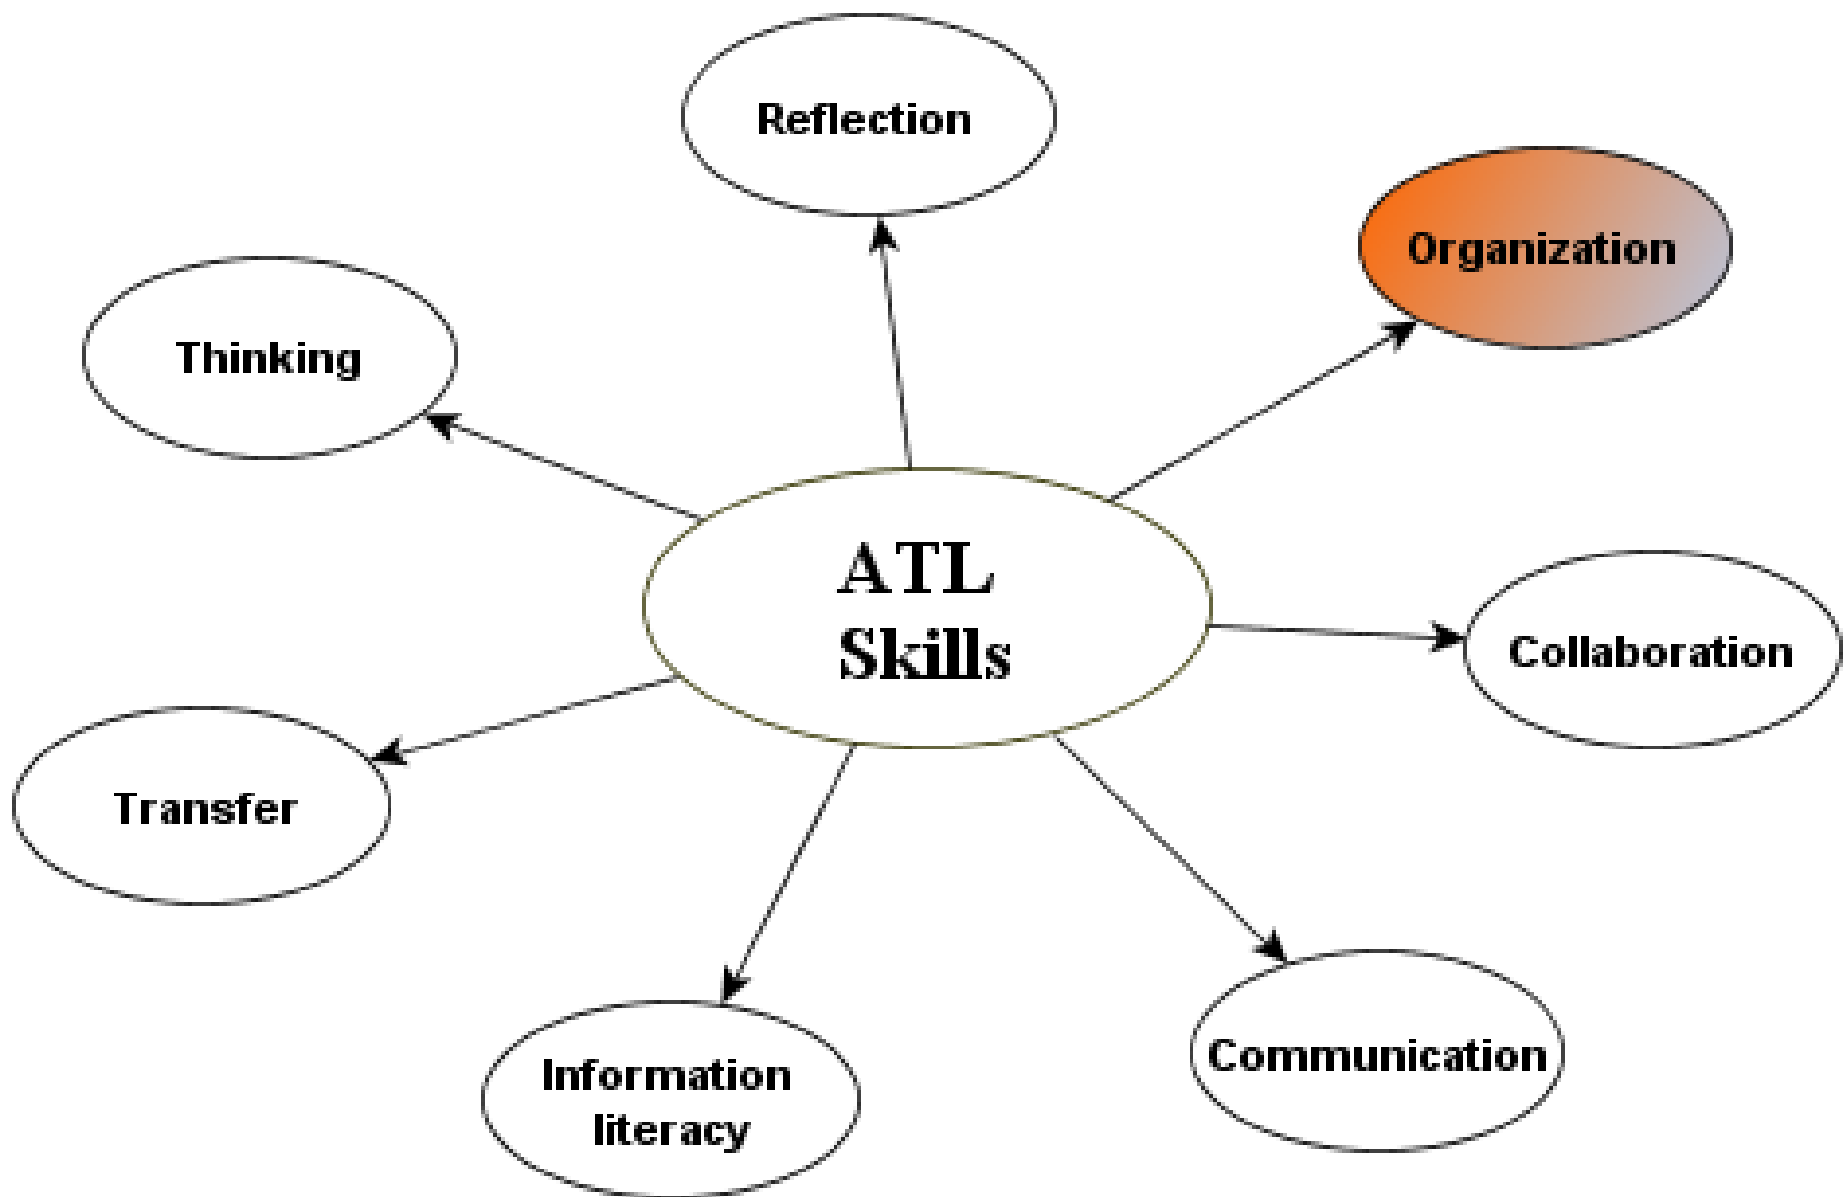 Reflection
Organization
Thinking
ATL
Skills
Collaboration
Transfer
Communication
Information
literacy